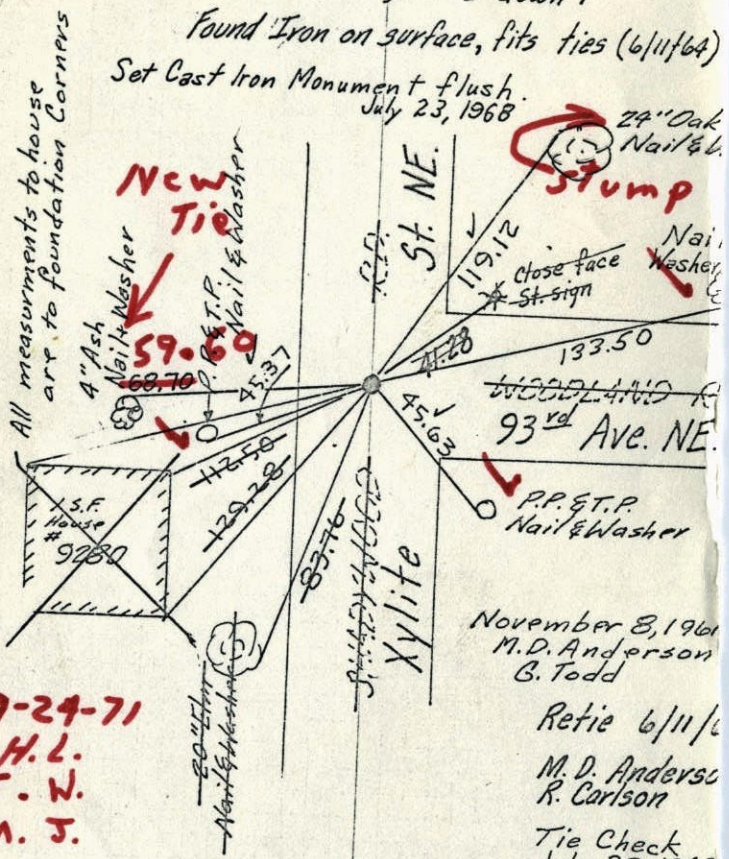 Found Iron on surface, fits ties (6/11/64)
Set Cast Iron Monument flush.
July 23, 1968
All measurments to house
are to foundation Corners
New
Tie
4" Ash
Nail & Washer
P.P. & T.P.
Nail & Washer
24" Oak
Nail &
Stump
St. NE.
RD.
119.12
Close face
St. sign
Washer
59.60
68.70
45.37
41.28
133.50
WOODLAND
45.63
93rd Ave. NE.
112.50
129.28
83.76
1 S.F.
House
#
9280
P.P. & T.P.
Nail & Washer
Xylite
20" Elm
Nail & Washer
November 8, 196
M.D. Anderson
G. Todd
Retie 6/11/6
M.D. Anderso
R. Carlson
Tie Check
-24-71
H.L.
W.
J.